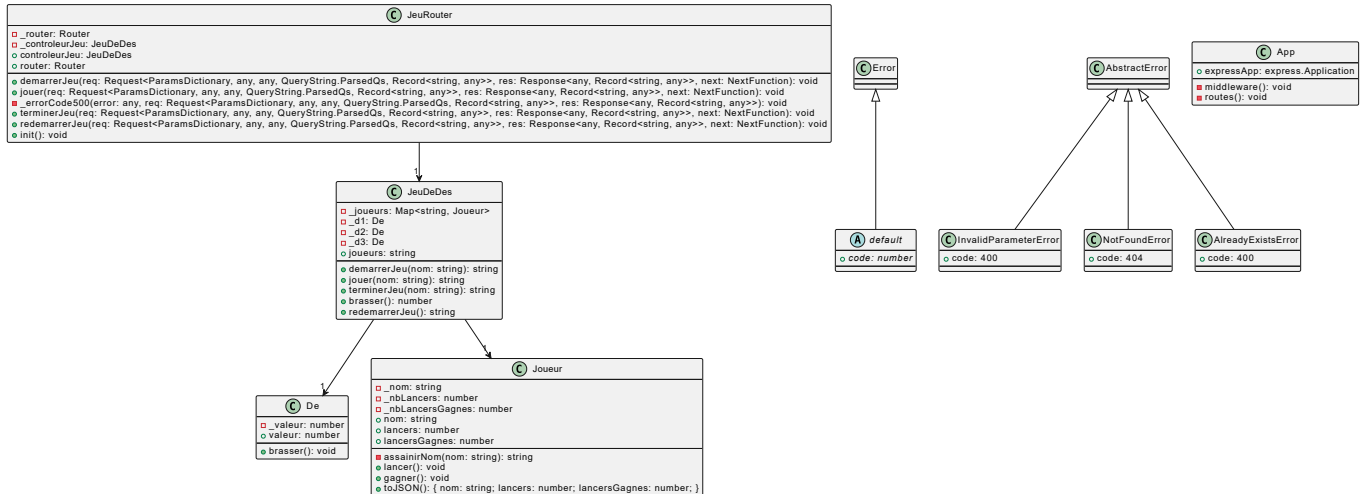 C JeuRouter
_router: Router
_controleurJeu: JeuDeDes
controleurJeu: JeuDeDes
router: Router
demarrerJeu(req: Request<ParamsDictionary, any, any, QueryString.ParsedQs, Record<string, any>>, res: Response<any, Record<string, any>>, next: NextFunction): void
jouer(req: Request<ParamsDictionary, any, any, QueryString.ParsedQs, Record<string, any>>, res: Response<any, Record<string, any>>, next: NextFunction): void
_errorCode500(error: any, req: Request<ParamsDictionary, any, any, QueryString.ParsedQs, Record<string, any>>, res: Response<any, Record<string, any>>): void
terminerJeu(req: Request<ParamsDictionary, any, any, QueryString.ParsedQs, Record<string, any>>, res: Response<any, Record<string, any>>, next: NextFunction): void
redemarrerJeu(req: Request<ParamsDictionary, any, any, QueryString.ParsedQs, Record<string, any>>, res: Response<any, Record<string, any>>, next: NextFunction): void
init(): void
C Error
C AbstractError
C App
expressApp: express.Application
middleware(): void
routes(): void
1
C JeuDeDes
_joueurs: Map<string, Joueur>
_d1: De
_d2: De
_d3: De
joueurs: string
demarrerJeu(nom: string): string
jouer(nom: string): string
terminerJeu(nom: string): string
brasser(): number
redemarrerJeu(): string
A default
code: number
C InvalidParameterError
code: 400
C NotFoundError
code: 404
C AlreadyExistsError
code: 400
1
1
C De
_valeur: number
valeur: number
brasser(): void
C Joueur
_nom: string
_nbLancers: number
_nbLancersGagnes: number
nom: string
lancers: number
lancersGagnes: number
assainirNom(nom: string): string
lancer(): void
gagner(): void
toJSON(): { nom: string; lancers: number; lancersGagnes: number; }